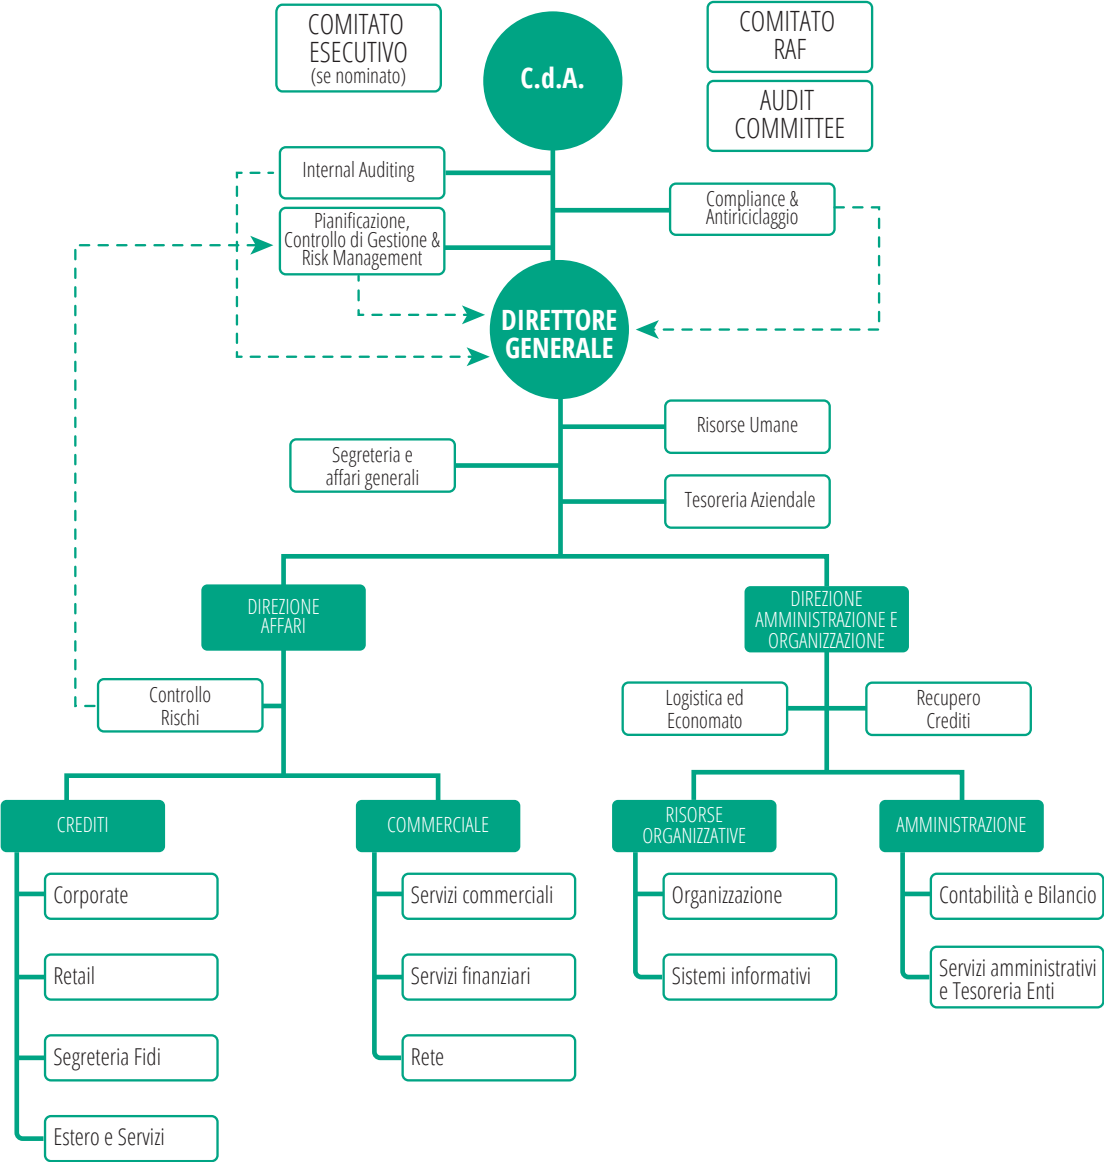 COMITATO
ESECUTIVO
(se nominato)
C.d.A.
COMITATO
RAF
AUDIT
COMMITTEE
Internal Auditing
Compliance &
Antiriciclaggio
Pianificazione,
Controllo di Gestione &
Risk Management
DIRETTORE
GENERALE
Risorse Umane
Segreteria e
affari generali
Tesoreria Aziendale
DIREZIONE
AFFARI
DIREZIONE
AMMINISTRAZIONE E
ORGANIZZAZIONE
Controllo
Rischi
Logistica ed
Economato
Recupero
Crediti
CREDITI
COMMERCIALE
RISORSE
ORGANIZZATIVE
AMMINISTRAZIONE
Corporate
Retail
Segreteria Fidi
Estero e Servizi
Servizi commerciali
Servizi finanziari
Rete
Organizzazione
Sistemi informativi
Contabilità e Bilancio
Servizi amministrativi
e Tesoreria Enti